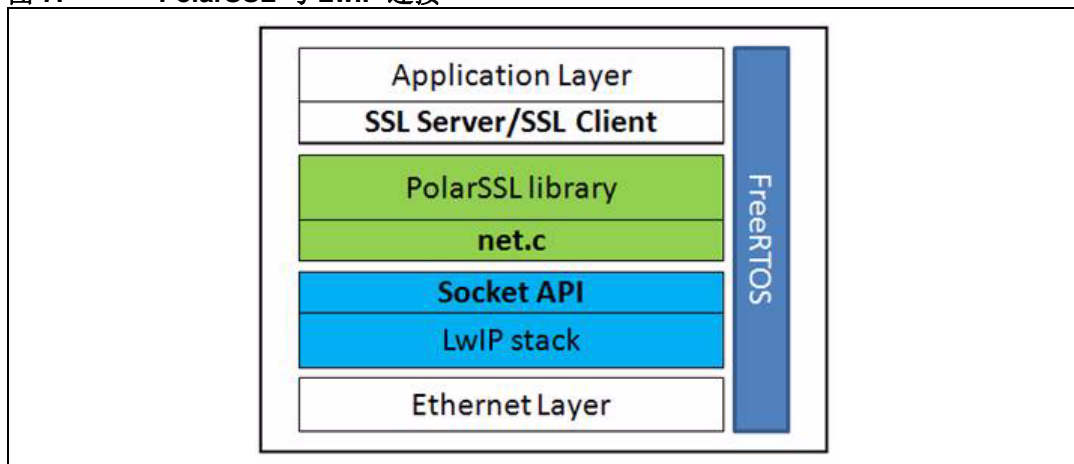 Application Layer
SSL Server/SSL Client
PolarSSL library
net.c
Socket API
LwIP stack
Ethernet Layer
FreeRTOS